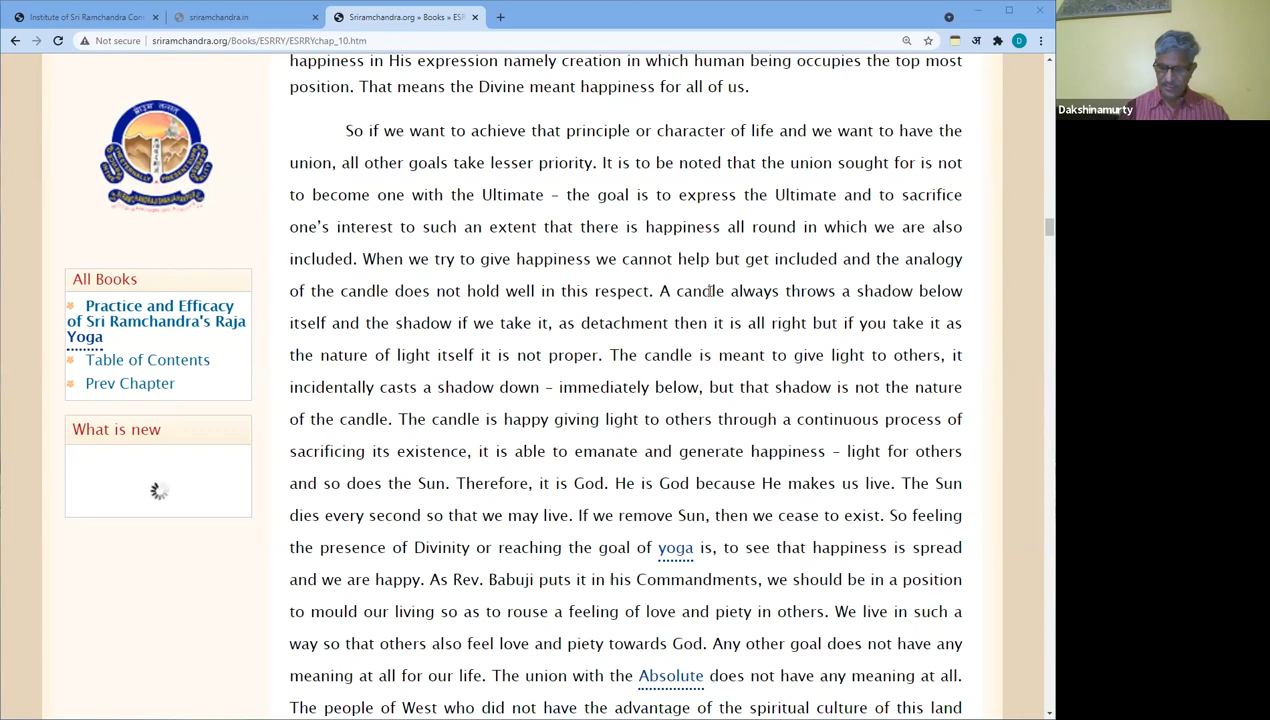 Institute of Sri Ramchandra Con
sriramchandra.in
Sriramchandra.org » Books » ESR
Not secure
sriramchandra.org/Books/ESRRY/ESRRYchap_10.htm
अ
D
Dakshinamurty
happiness in His expression namely creation in which human being occupies the top most
position. That means the Divine meant happiness for all of us.
So if we want to achieve that principle or character of life and we want to have the
union, all other goals take lesser priority. It is to be noted that the union sought for is not
to become one with the Ultimate – the goal is to express the Ultimate and to sacrifice
one's interest to such an extent that there is happiness all round in which we are also
included. When we try to give happiness we cannot help but get included and the analogy
of the candle does not hold well in this respect. A candle always throws a shadow below
itself and the shadow if we take it, as detachment then it is all right but if you take it as
the nature of light itself it is not proper. The candle is meant to give light to others, it
incidentally casts a shadow down – immediately below, but that shadow is not the nature
of the candle. The candle is happy giving light to others through a continuous process of
sacrificing its existence, it is able to emanate and generate happiness – light for others
and so does the Sun. Therefore, it is God. He is God because He makes us live. The Sun
dies every second so that we may live. If we remove Sun, then we cease to exist. So feeling
the presence of Divinity or reaching the goal of yoga is, to see that happiness is spread
and we are happy. As Rev. Babuji puts it in his Commandments, we should be in a position
to mould our living so as to rouse a feeling of love and piety in others. We live in such a
way so that others also feel love and piety towards God. Any other goal does not have any
meaning at all for our life. The union with the Absolute does not have any meaning at all.
The people of West who did not have the advantage of the spiritual culture of this land
All Books
Practice and Efficacy
of Sri Ramchandra's Raja
Yoga
Table of Contents
Prev Chapter
What is new